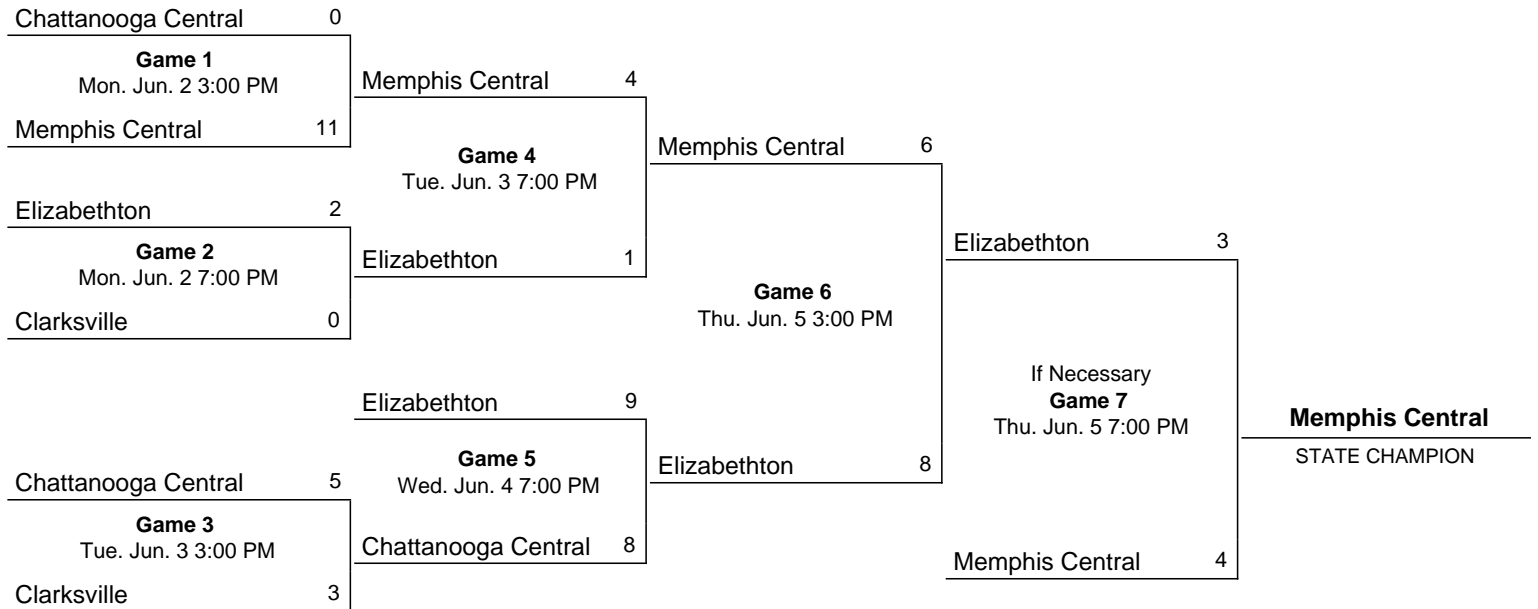 Chattanooga Central 0
Game 1
Mon. Jun. 2 3:00 PM
Memphis Central 11
Elizabethton 2
Game 2
Mon. Jun. 2 7:00 PM
Clarksville 0
Chattanooga Central 5
Game 3
Tue. Jun. 3 3:00 PM
Clarksville 3
Memphis Central 4
Game 4
Tue. Jun. 3 7:00 PM
Elizabethton 1
Elizabethton 9
Game 5
Wed. Jun. 4 7:00 PM
Chattanooga Central 8
Memphis Central 6
Game 6
Thu. Jun. 5 3:00 PM
Elizabethton 8
Elizabethton 3
If Necessary
Game 7
Thu. Jun. 5 7:00 PM
Memphis Central 4
Memphis Central
STATE CHAMPION